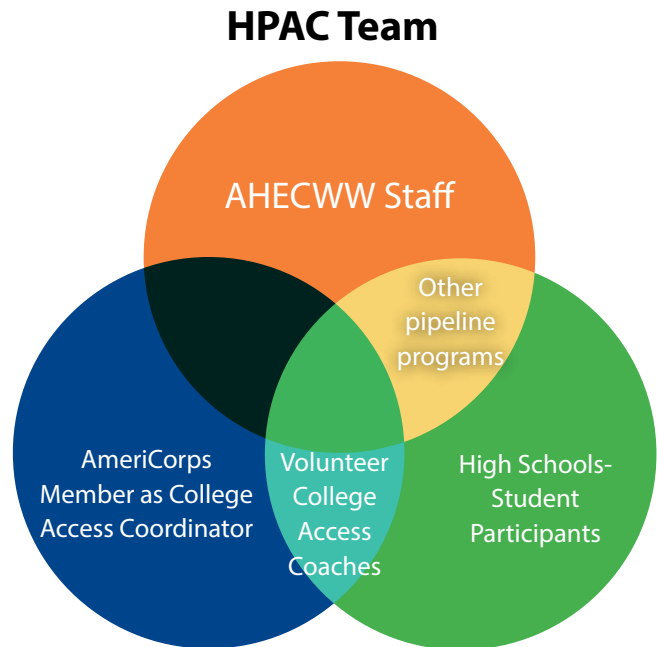 HPAC Team
AHECWW Staff
Other
pipeline
programs
AmeriCorps
Member as College
Access Coordinator
Volunteer
College
Access
Coaches
High Schools-
Student
Participants